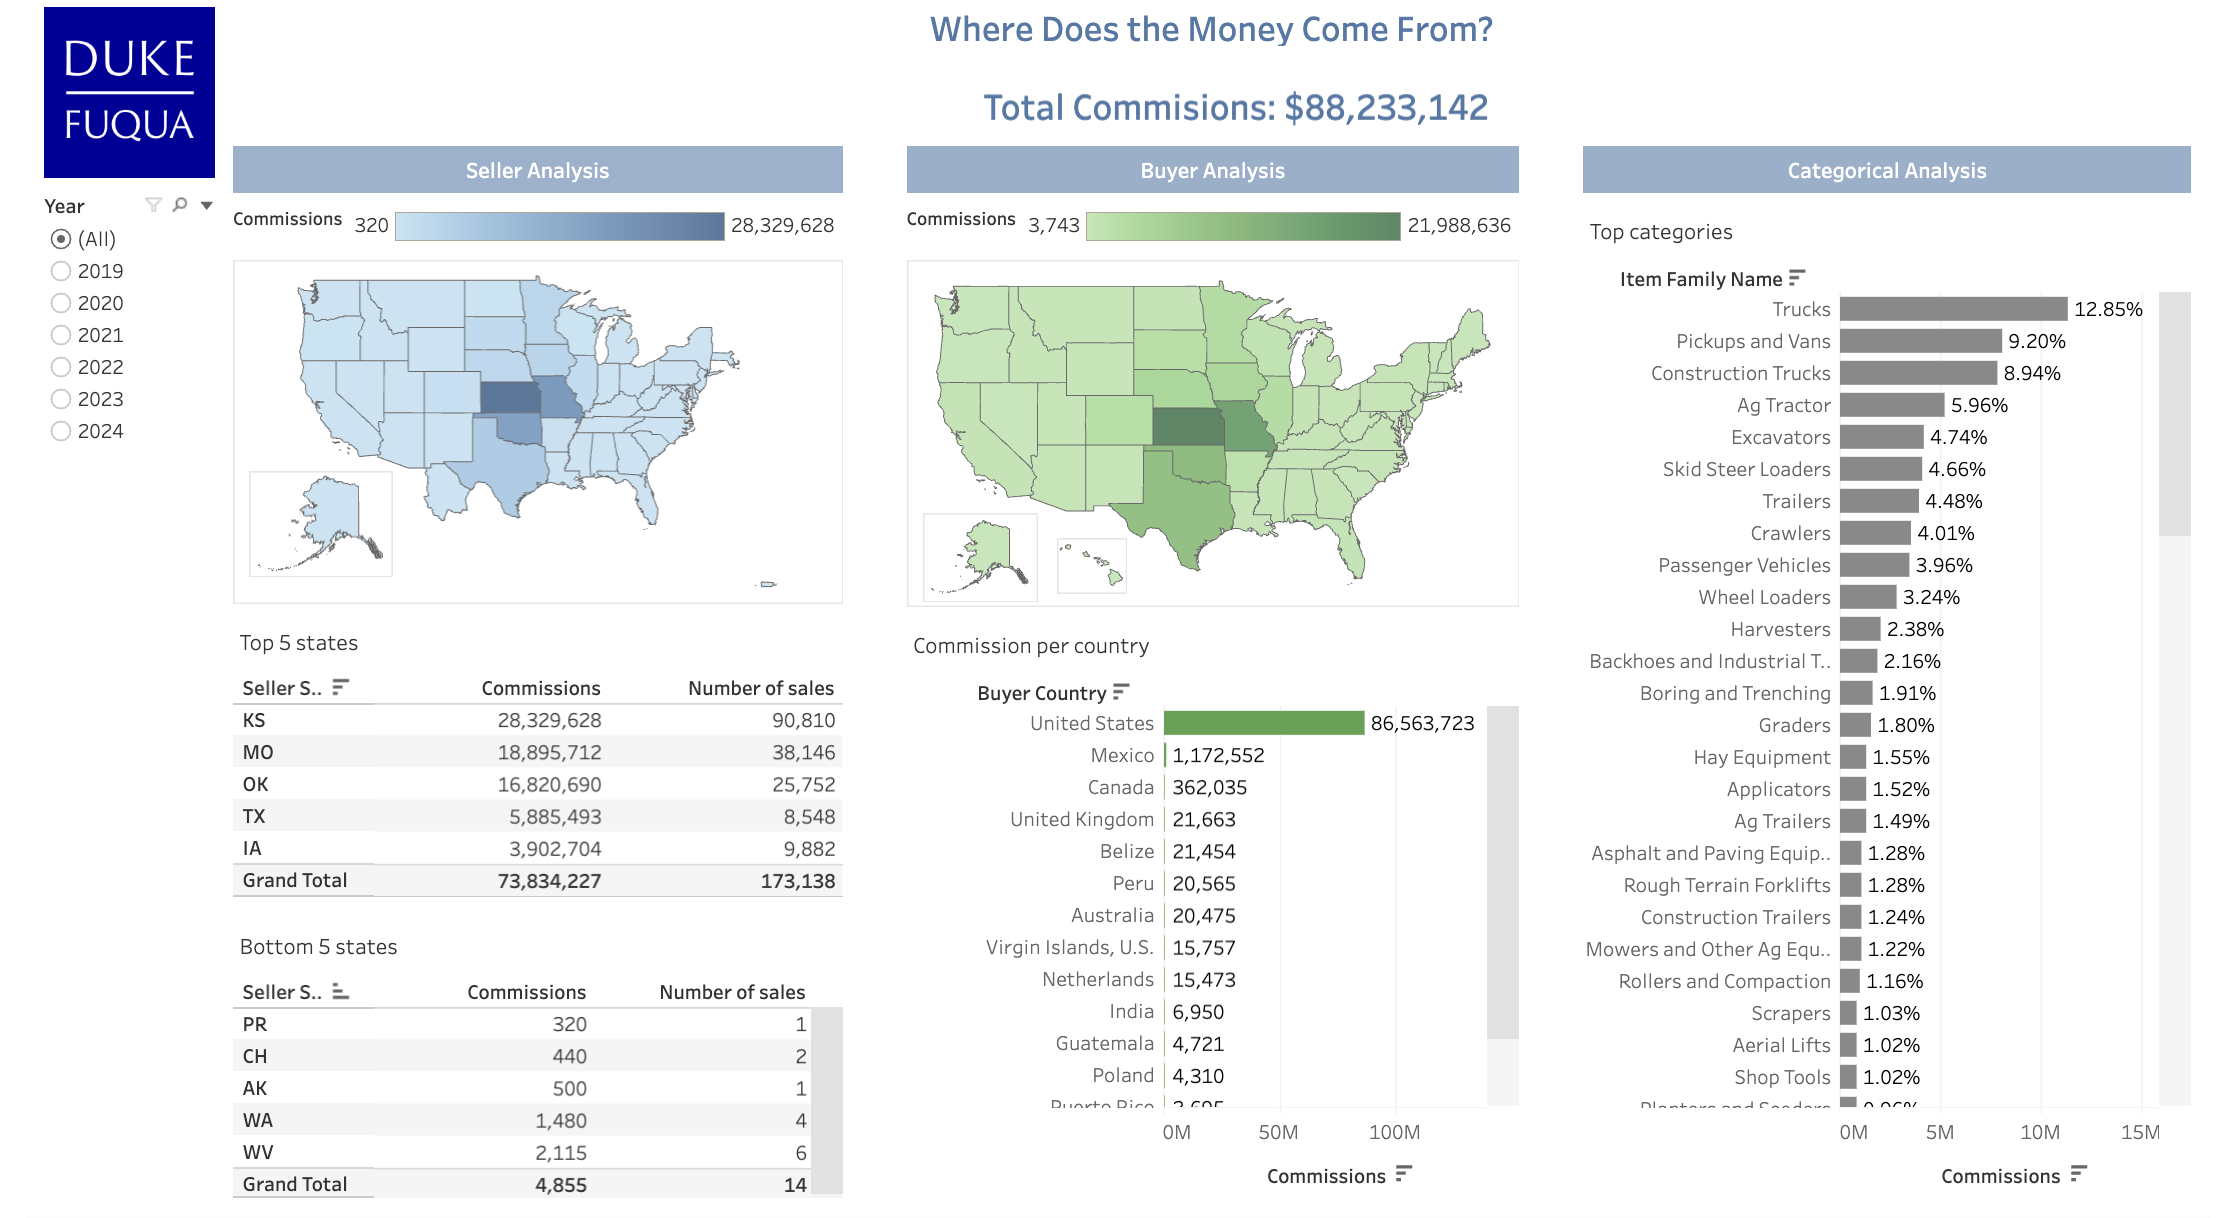 DUKE
FUQUA
Where Does the Money Come From?
Total Commisions: $88,233,142
Year
(All)
2019
2020
2021
2022
2023
2024
Seller Analysis
Commissions 320 28,329,628
Top 5 states
Seller S.. Commissions Number of sales
KS 28,329,628 90,810
MO 18,895,712 38,146
OK 16,820,690 25,752
TX 5,885,493 8,548
IA 3,902,704 9,882
Grand Total 73,834,227 173,138
Bottom 5 states
Seller S.. Commissions Number of sales
PR 320 1
CH 440 2
AK 500 1
WA 1,480 4
WV 2,115 6
Grand Total 4,855 14
Buyer Analysis
Commissions 3,743 21,988,636
Commission per country
Buyer Country
United States 86,563,723
Mexico 1,172,552
Canada 362,035
United Kingdom 21,663
Belize 21,454
Peru 20,565
Australia 20,475
Virgin Islands, U.S. 15,757
Netherlands 15,473
India 6,950
Guatemala 4,721
Poland 4,310
Puerto Rico
0M 50M 100M
Commissions
Categorical Analysis
Top categories
Item Family Name
Trucks 12.85%
Pickups and Vans 9.20%
Construction Trucks 8.94%
Ag Tractor 5.96%
Excavators 4.74%
Skid Steer Loaders 4.66%
Trailers 4.48%
Crawlers 4.01%
Passenger Vehicles 3.96%
Wheel Loaders 3.24%
Harvesters 2.38%
Backhoes and Industrial T.. 2.16%
Boring and Trenching 1.91%
Graders 1.80%
Hay Equipment 1.55%
Applicators 1.52%
Ag Trailers 1.49%
Asphalt and Paving Equip.. 1.28%
Rough Terrain Forklifts 1.28%
Construction Trailers 1.24%
Mowers and Other Ag Equ.. 1.22%
Rollers and Compaction 1.16%
Scrapers 1.03%
Aerial Lifts 1.02%
Shop Tools 1.02%
Planters and Seeders
0M 5M 10M 15M
Commissions